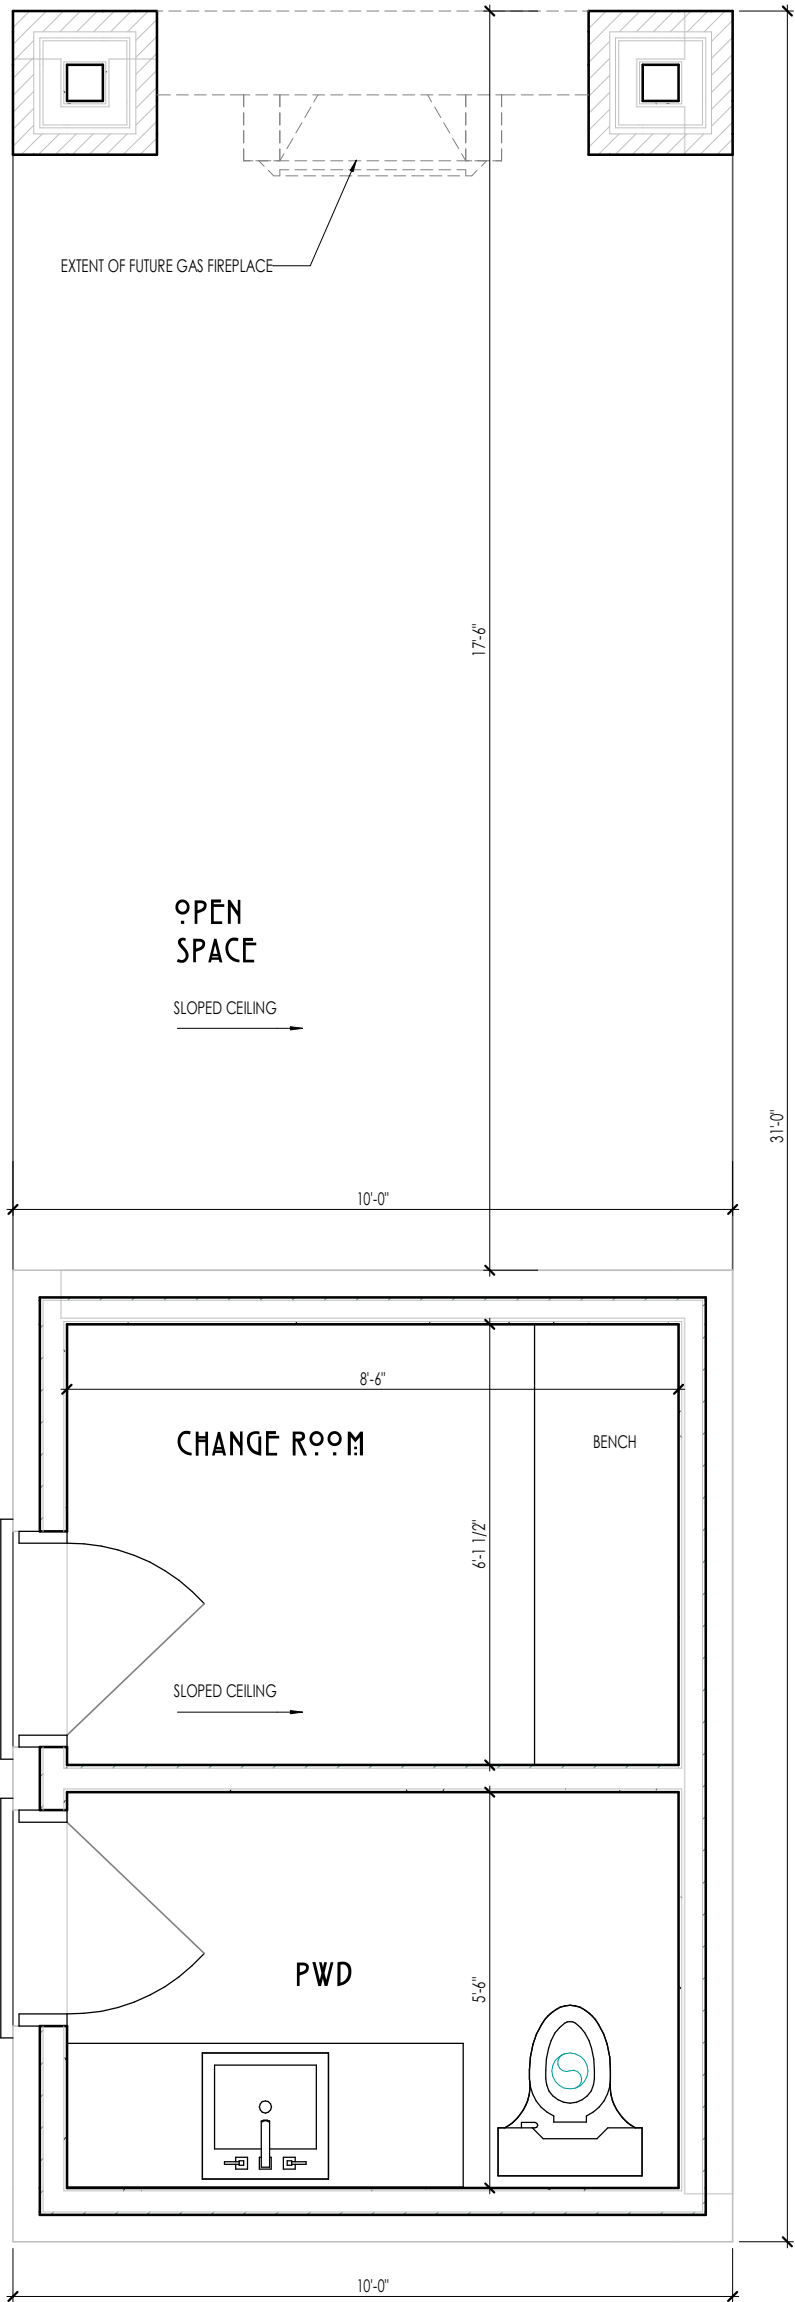 EXTENT OF FUTURE GAS FIREPLACE
17'-6"
OPEN
SPACE
SLOPED CEILING
31'-0"
10'-0"
8'-6"
CHANGE ROOM
BENCH
6'-1 1/2"
SLOPED CEILING
PWD
5'-6"
10'-0"